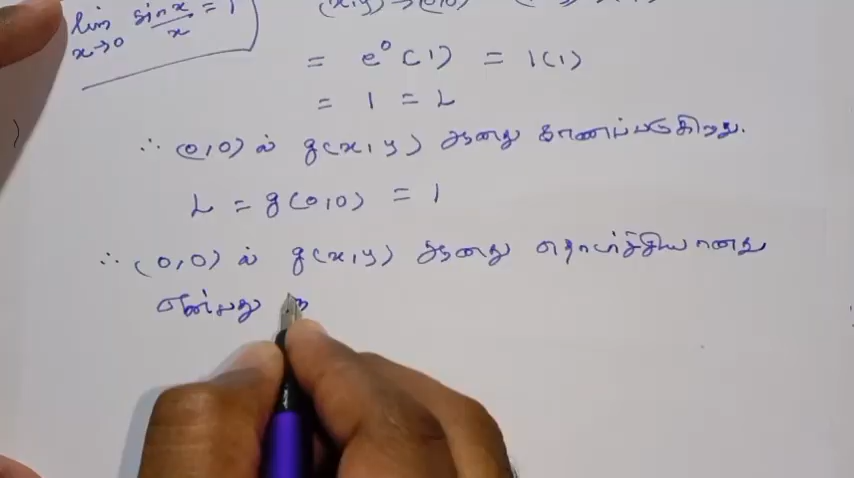 lim x→0 sin x / x = 1
= e⁰ (1) = 1(1)
= 1 = L
∴ (0,0) ல் g(x,y) ஆனது காணப்படுகிறது.
L = g(0,0) = 1
∴ (0,0) ல் g(x,y) ஆனது தொடர்ச்சியானது
என்பது